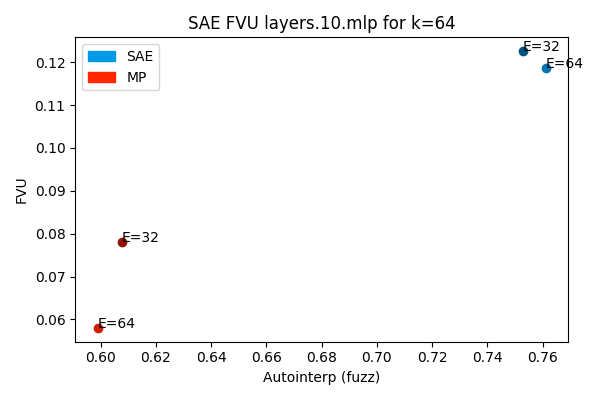 SAE FVU layers.10.mlp for k=64
SAE
MP
E=32
E=64
E=32
E=64
0.12
0.11
0.10
0.09
0.08
0.07
0.06
FVU
0.60 0.62 0.64 0.66 0.68 0.70 0.72 0.74 0.76
Autointerp (fuzz)